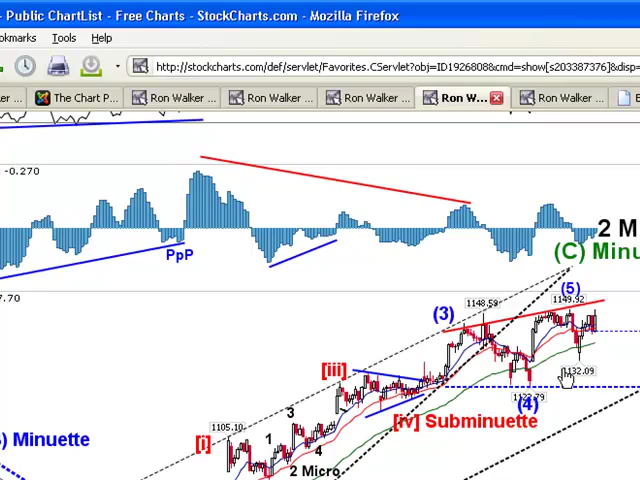 - Public ChartList - Free Charts - StockCharts.com - Mozilla Firefox
okmarks Tools Help
http://stockcharts.com/def/servlet/Favorites.CServlet?obj=ID1926808&cmd=show[s203387376]&disp=
er ... The Chart P... Ron Walker ... Ron Walker ... Ron Walker ... Ron W... Ron Walker ...
-0.270
PpP
2 M
(C) Minu
7.70
(5)
1148.59
1149.92
(3)
[iii]
1132.09
(4)
[iv] Subminuette
1105.10
3
[i]
1
) Minuette
4
2 Micro